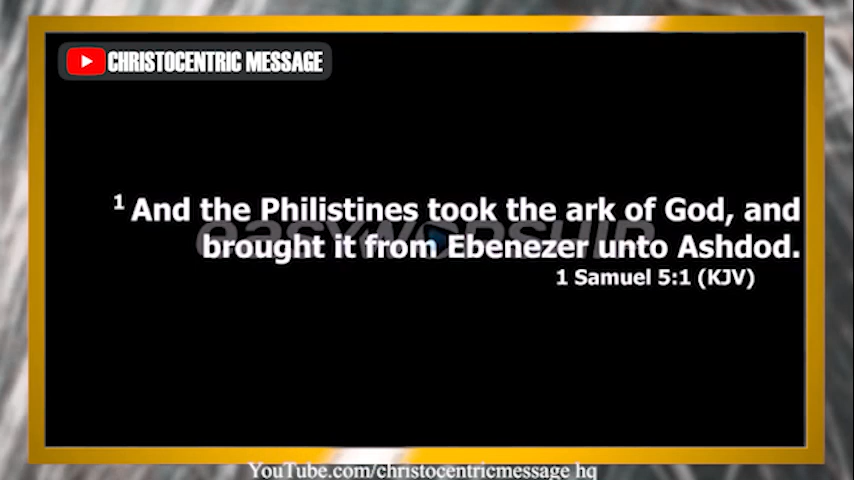 CHRISTOCENTRIC MESSAGE
1 And the Philistines took the ark of God, and
brought it from Ebenezer unto Ashdod.
1 Samuel 5:1 (KJV)
easyworship
YouTube.com/christocentricmessage hq